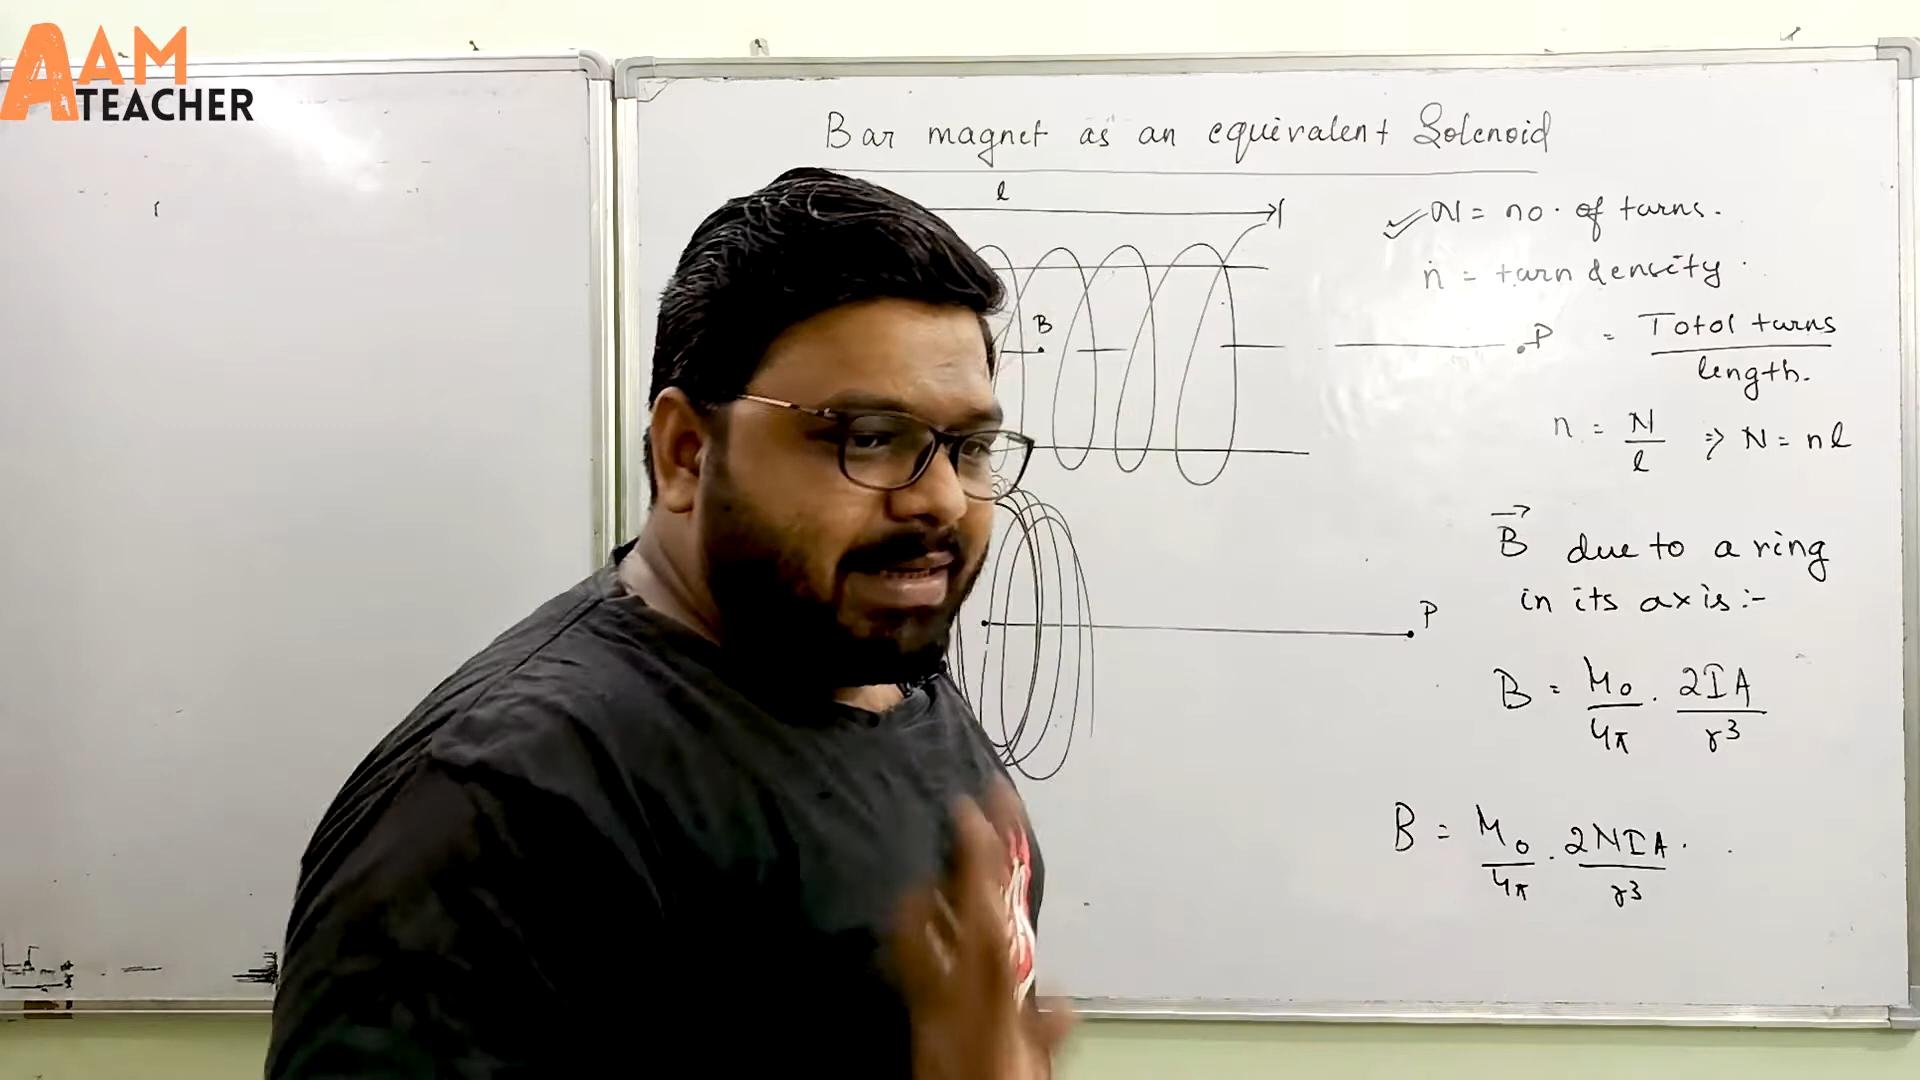 AAM
TEACHER
Bar magnet as an equivalent Solenoid
l
N = no. of turns.
n = turn density
B
P
= Total turns
length.
n = N/l ⇒ N = nl
B⃗ due to a ring
in its axis :-
P
B = μ₀/4π · 2IA/r³
B = μ₀/4π · 2NIA/r³